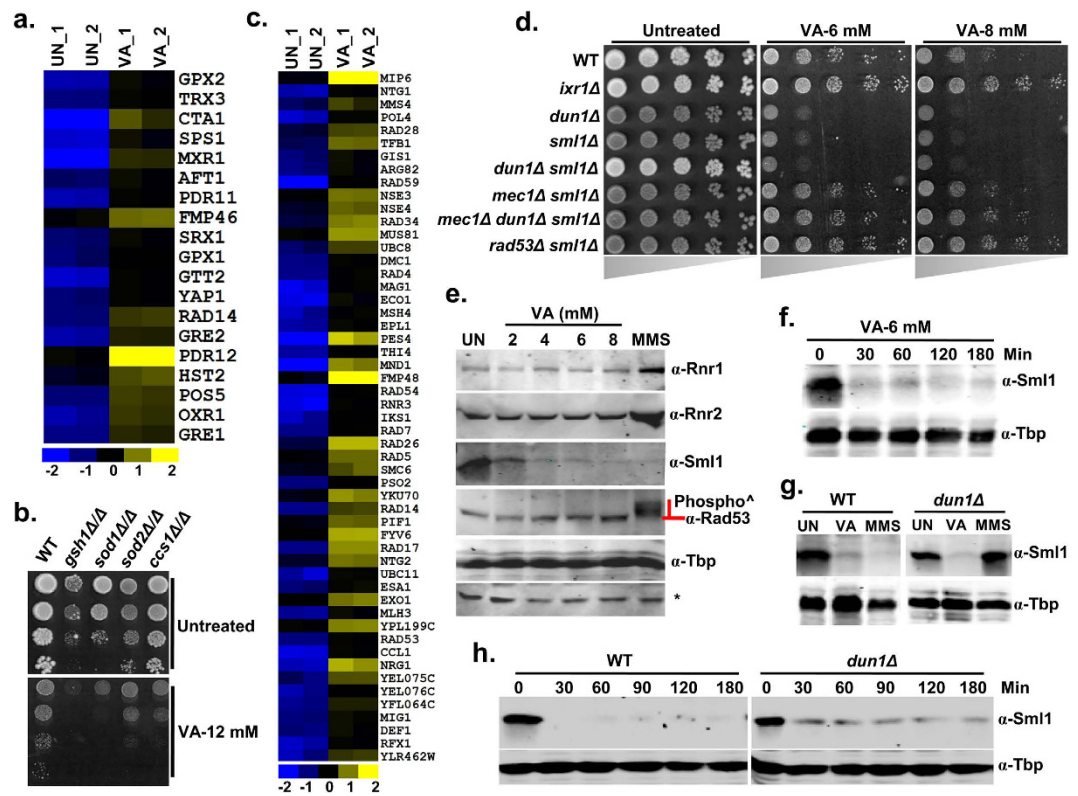 a.
UN_1
UN_2
VA_1
VA_2
GPX2
TRX3
CTA1
SPS1
MXR1
AFT1
PDR11
FMP46
SRX1
GPX1
GTT2
YAP1
RAD14
GRE2
PDR12
HST2
POS5
OXR1
GRE1
-2 -1 0 1 2
b.
WT
gsh1Δ/Δ
sod1Δ/Δ
sod2Δ/Δ
ccs1Δ/Δ
Untreated
VA-12 mM
c.
UN_1
UN_2
VA_1
VA_2
MIP6
NTG1
MMS4
POL4
RAD28
TFB1
GIS1
ARG82
RAD59
NSE3
NSE4
RAD34
MUS81
UBC8
DMC1
RAD4
MAG1
ECO1
MSH4
EPL1
PES4
THI4
MND1
FMP48
RAD54
RNR3
IKS1
RAD7
RAD26
RAD5
SMC6
PSO2
YKU70
RAD14
PIF1
FYV6
RAD17
NTG2
UBC11
ESA1
EXO1
MLH3
YPL199C
RAD53
CCL1
NRG1
YEL075C
YEL076C
YFL064C
MIG1
DEF1
RFX1
YLR462W
-2 -1 0 1 2
d.
Untreated VA-6 mM VA-8 mM
WT
ixr1Δ
dun1Δ
sml1Δ
dun1Δ sml1Δ
mec1Δ sml1Δ
mec1Δ dun1Δ sml1Δ
rad53Δ sml1Δ
e.
VA (mM)
UN 2 4 6 8 MMS
α-Rnr1
α-Rnr2
α-Sml1
Phospho^
α-Rad53
α-Tbp
*
f.
VA-6 mM
0 30 60 120 180 Min
α-Sml1
α-Tbp
g.
WT dun1Δ
UN VA MMS UN VA MMS
α-Sml1
α-Tbp
h.
WT dun1Δ
0 30 60 90 120 180 0 30 60 90 120 180 Min
α-Sml1
α-Tbp